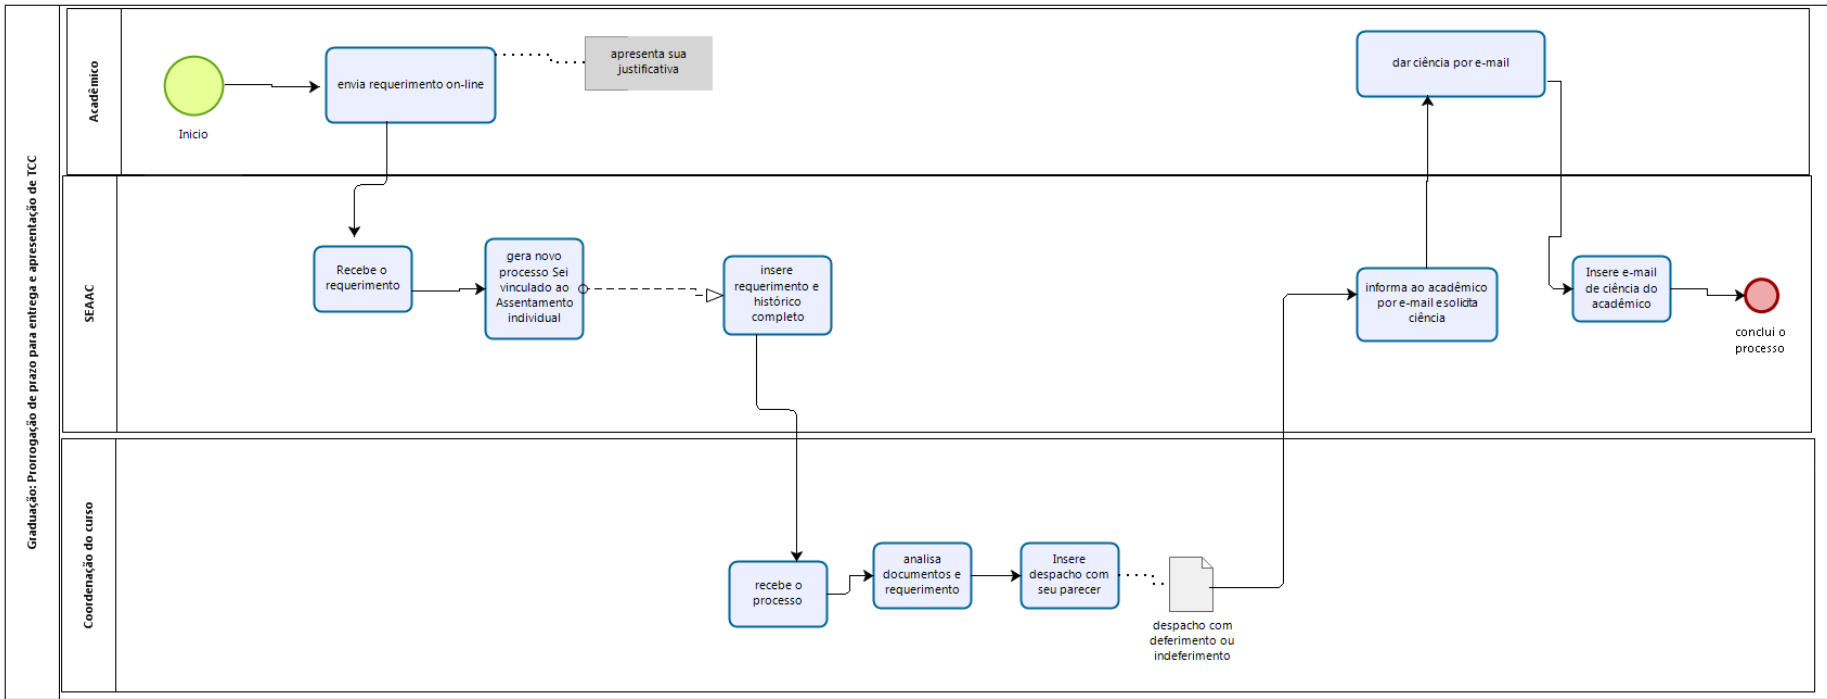 Graduação: Prorrogação de prazo para entrega e apresentação de TCC
Acadêmico
Inicio
envia requerimento on-line
apresenta sua
justificativa
dar ciência por e-mail
SEAAC
Recebe o
requerimento
gera novo
processo Sei
vinculado ao
Assentamento
individual
insere
requerimento e
histórico
completo
informa ao acadêmico
por e-mail e solicita
ciência
Insere e-mail
de ciência do
acadêmico
conclui o
processo
Coordenação do curso
recebe o
processo
analisa
documentos e
requerimento
Insere
despacho com
seu parecer
despacho com
deferimento ou
indeferimento